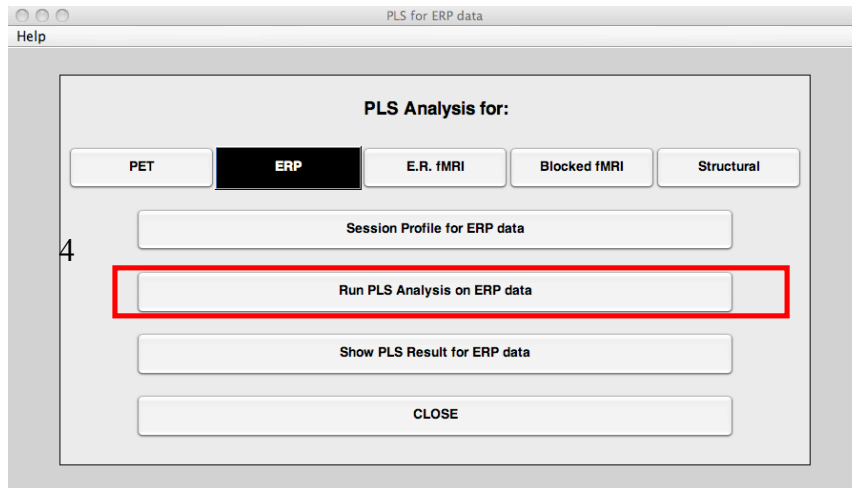 PLS for ERP data
Help
PLS Analysis for:
PET ERP E.R. fMRI Blocked fMRI Structural
Session Profile for ERP data
4
Run PLS Analysis on ERP data
Show PLS Result for ERP data
CLOSE